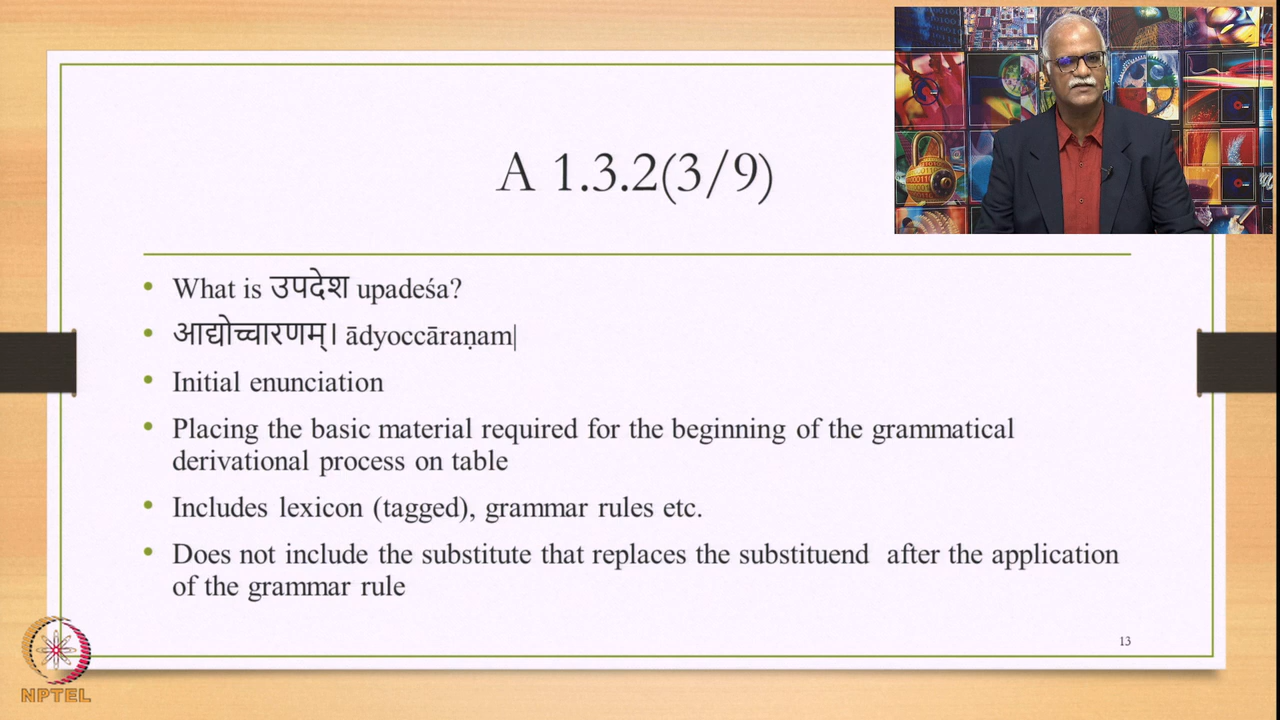 A 1.3.2(3/9)
• What is उपदेश upadeśa?
• आद्योच्चारणम्। ādyoccāraṇam|
• Initial enunciation
• Placing the basic material required for the beginning of the grammatical
derivational process on table
• Includes lexicon (tagged), grammar rules etc.
• Does not include the substitute that replaces the substituend after the application
of the grammar rule
13
NPTEL